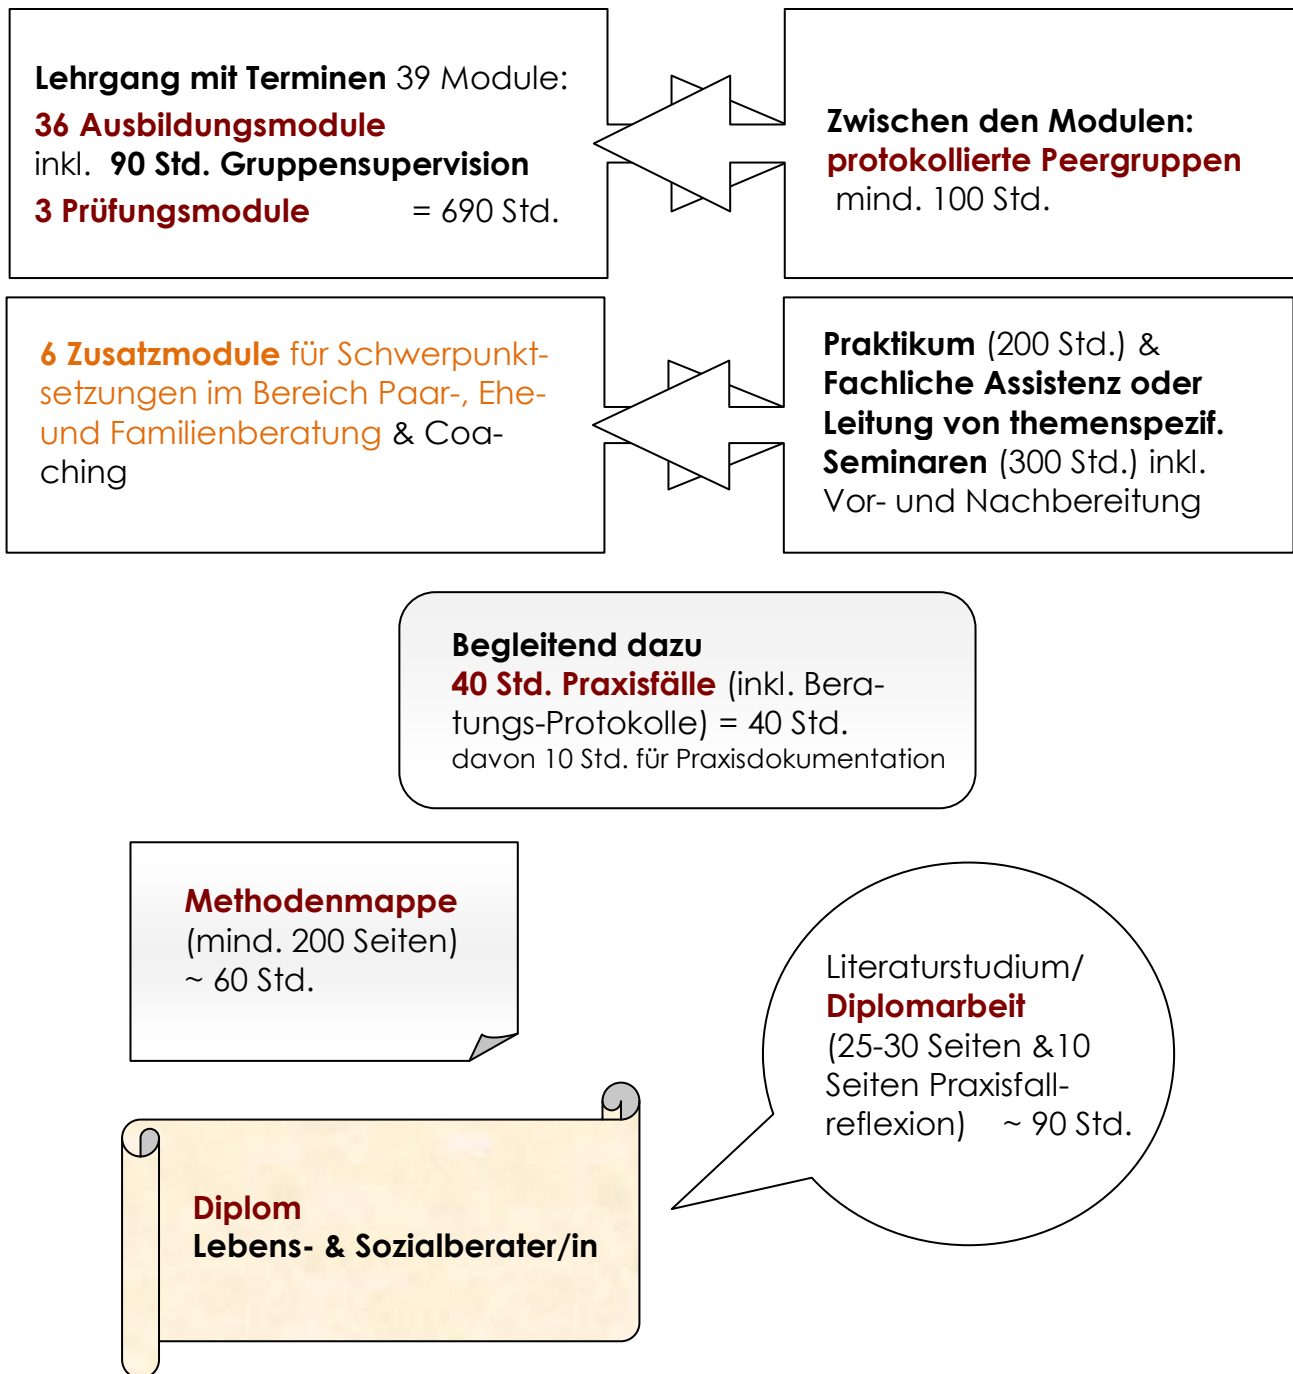 Lehrgang mit Terminen 39 Module:
36 Ausbildungsmodule
inkl. 90 Std. Gruppensupervision
3 Prüfungsmodule = 690 Std.
Zwischen den Modulen:
protokollierte Peergruppen
mind. 100 Std.
6 Zusatzmodule für Schwerpunkt-
setzungen im Bereich Paar-, Ehe-
und Familienberatung & Coa-
ching
Praktikum (200 Std.) &
Fachliche Assistenz oder
Leitung von themenspezif.
Seminaren (300 Std.) inkl.
Vor- und Nachbereitung
Begleitend dazu
40 Std. Praxisfälle (inkl. Bera-
tungs-Protokolle) = 40 Std.
davon 10 Std. für Praxisdokumentation
Methodenmappe
(mind. 200 Seiten)
~ 60 Std.
Literaturstudium/
Diplomarbeit
(25-30 Seiten &10
Seiten Praxisfall-
reflexion) ~ 90 Std.
Diplom
Lebens- & Sozialberater/in